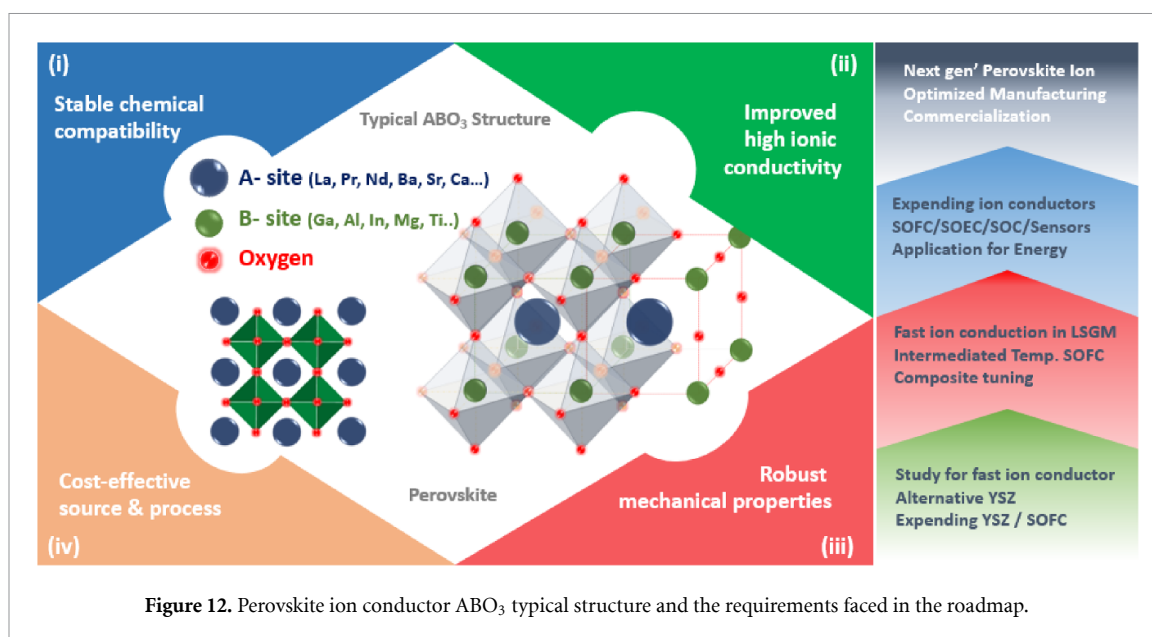 (i)
Stable chemical
compatibility
(ii)
Improved
high ionic
conductivity
Typical ABO₃ Structure
A- site (La, Pr, Nd, Ba, Sr, Ca...)
B- site (Ga, Al, In, Mg, Ti..)
Oxygen
Perovskite
Cost-effective
source & process
(iv)
Robust
mechanical properties
(iii)
Next gen’ Perovskite Ion
Optimized Manufacturing
Commercialization
Expending ion conductors
SOFC/SOEC/SOC/Sensors
Application for Energy
Fast ion conduction in LSGM
Intermediated Temp. SOFC
Composite tuning
Study for fast ion conductor
Alternative YSZ
Expending YSZ / SOFC
Figure 12. Perovskite ion conductor ABO₃ typical structure and the requirements faced in the roadmap.